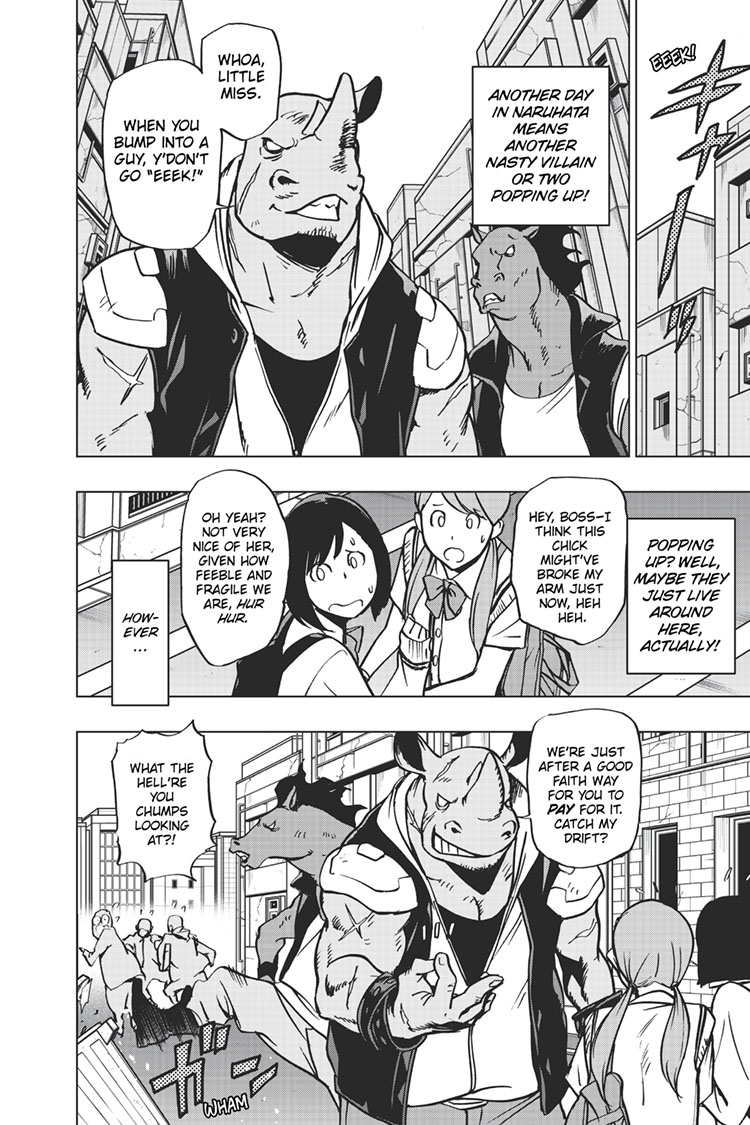 EEEK!
キャ
ANOTHER DAY
IN NARUHATA
MEANS
ANOTHER
NASTY VILLAIN
OR TWO
POPPING UP!
WHOA,
LITTLE
MISS.
WHEN YOU
BUMP INTO A
GUY, Y'DON'T
GO "EEEK!"
POPPING
UP? WELL,
MAYBE THEY
JUST LIVE
AROUND
HERE,
ACTUALLY!
HEY, BOSS-I
THINK THIS
CHICK
MIGHT'VE
BROKE MY
ARM JUST
NOW, HEH
HEH.
OH YEAH?
NOT VERY
NICE OF HER,
GIVEN HOW
FEEBLE AND
FRAGILE WE
ARE, HUR
HUR.
HOW-
EVER
...
WE'RE JUST
AFTER A GOOD
FAITH WAY
FOR YOU TO
PAY FOR IT.
CATCH MY
DRIFT?
WHAT THE
HELL'RE
YOU
CHUMPS
LOOKING
AT?!
ガン
WHAM